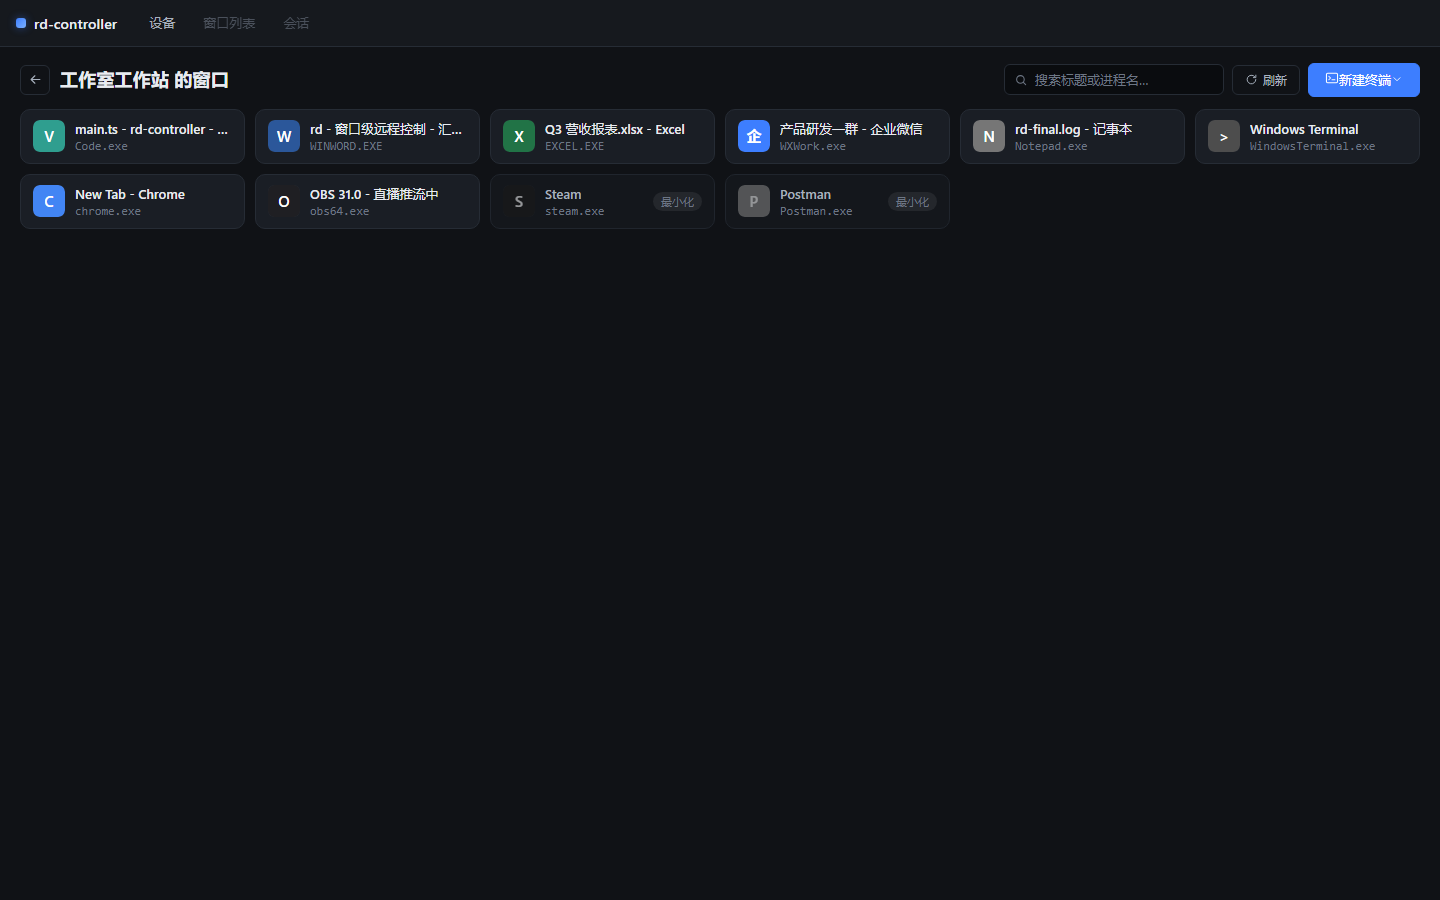 rd-controller 设备 窗口列表 会话
工作室工作站 的窗口
搜索标题或进程名...
刷新
新建终端
V
main.ts - rd-controller - ...
Code.exe
W
rd - 窗口级远程控制 - 汇...
WINWORD.EXE
X
Q3 营收报表.xlsx - Excel
EXCEL.EXE
企
产品研发一群 - 企业微信
WXWork.exe
N
rd-final.log - 记事本
Notepad.exe
>
Windows Terminal
WindowsTerminal.exe
C
New Tab - Chrome
chrome.exe
O
OBS 31.0 - 直播推流中
obs64.exe
S
Steam
steam.exe
最小化
P
Postman
Postman.exe
最小化